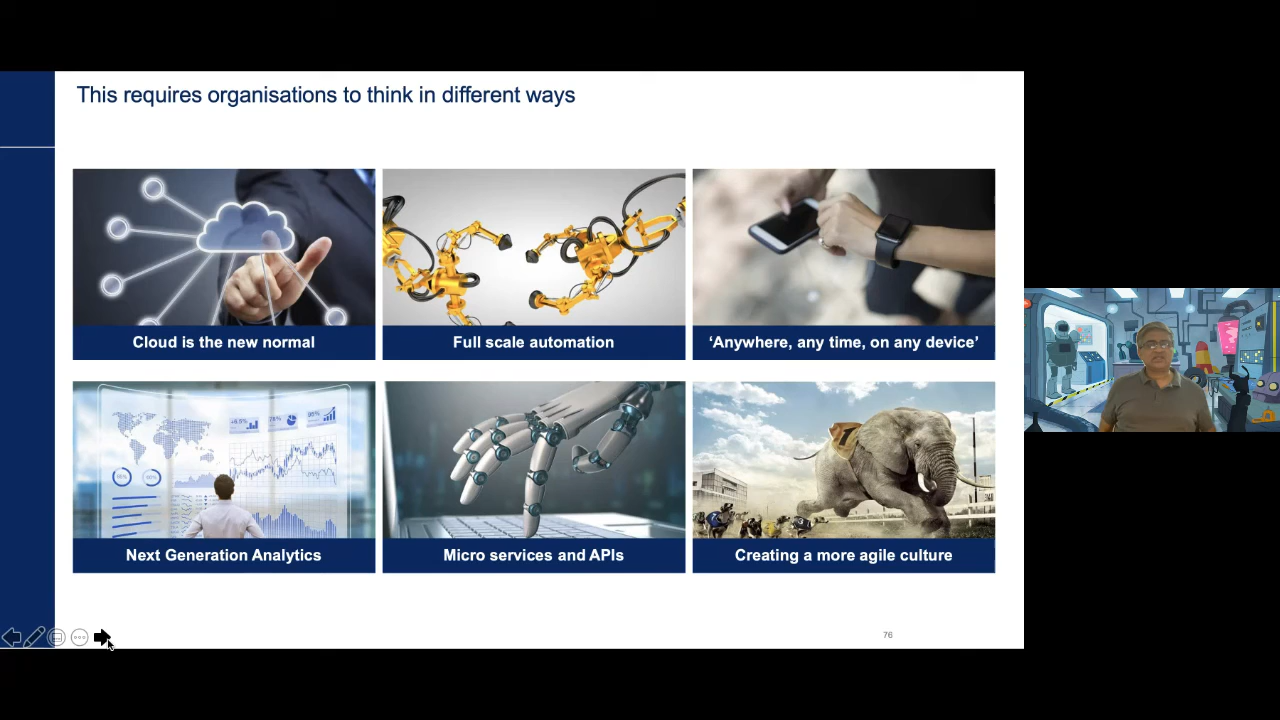 This requires organisations to think in different ways
Cloud is the new normal
Full scale automation
‘Anywhere, any time, on any device’
Next Generation Analytics
Micro services and APIs
Creating a more agile culture
76